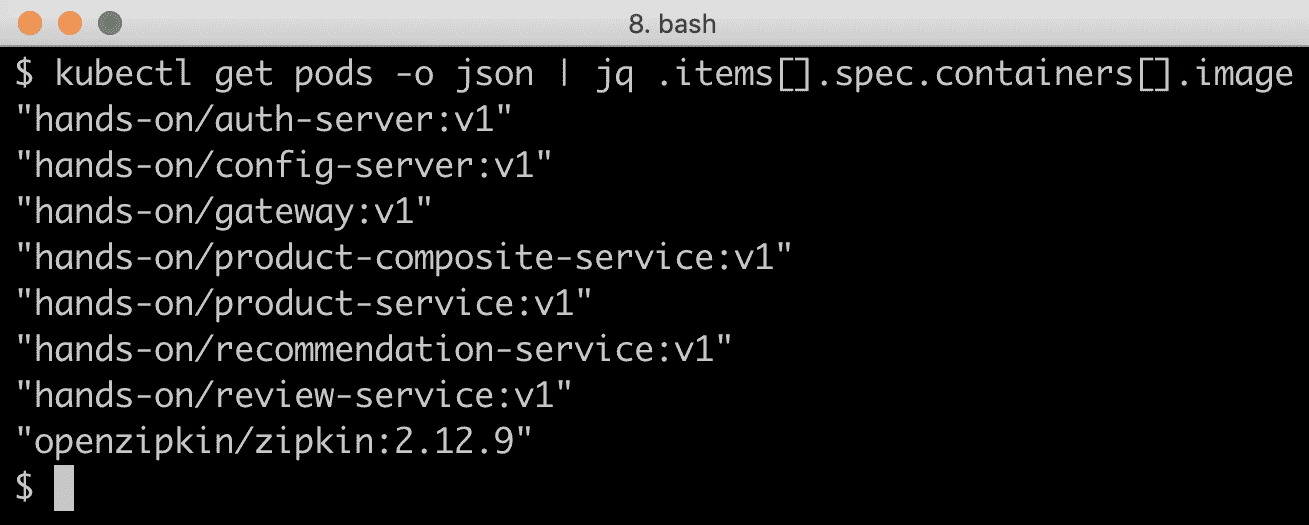 8. bash
$ kubectl get pods -o json | jq .items[].spec.containers[].image
"hands-on/auth-server:v1"
"hands-on/config-server:v1"
"hands-on/gateway:v1"
"hands-on/product-composite-service:v1"
"hands-on/product-service:v1"
"hands-on/recommendation-service:v1"
"hands-on/review-service:v1"
"openzipkin/zipkin:2.12.9"
$